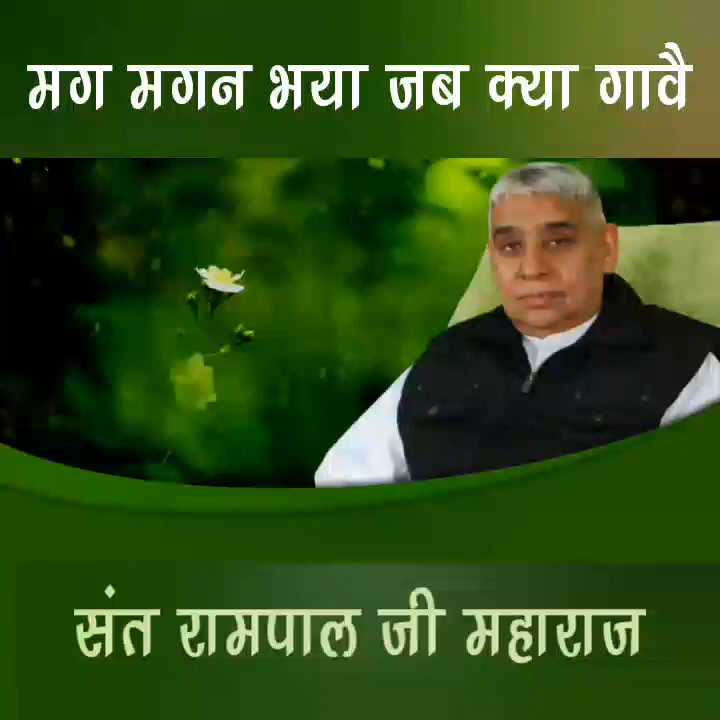 मग मगन भया जब क्या गावै
संत रामपाल जी महाराज